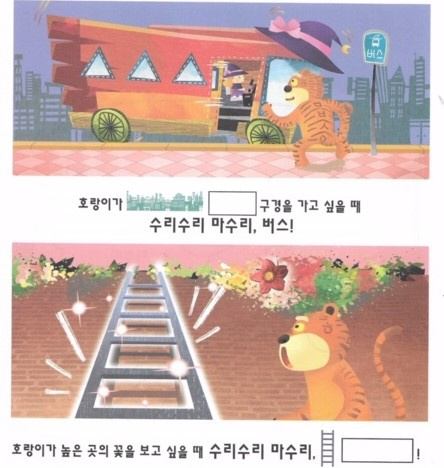 버스
호랑이가 구경을 가고 싶을 때
수리수리 마수리, 버스!
호랑이가 높은 곳의 꽃을 보고 싶을 때 수리수리 마수리, !